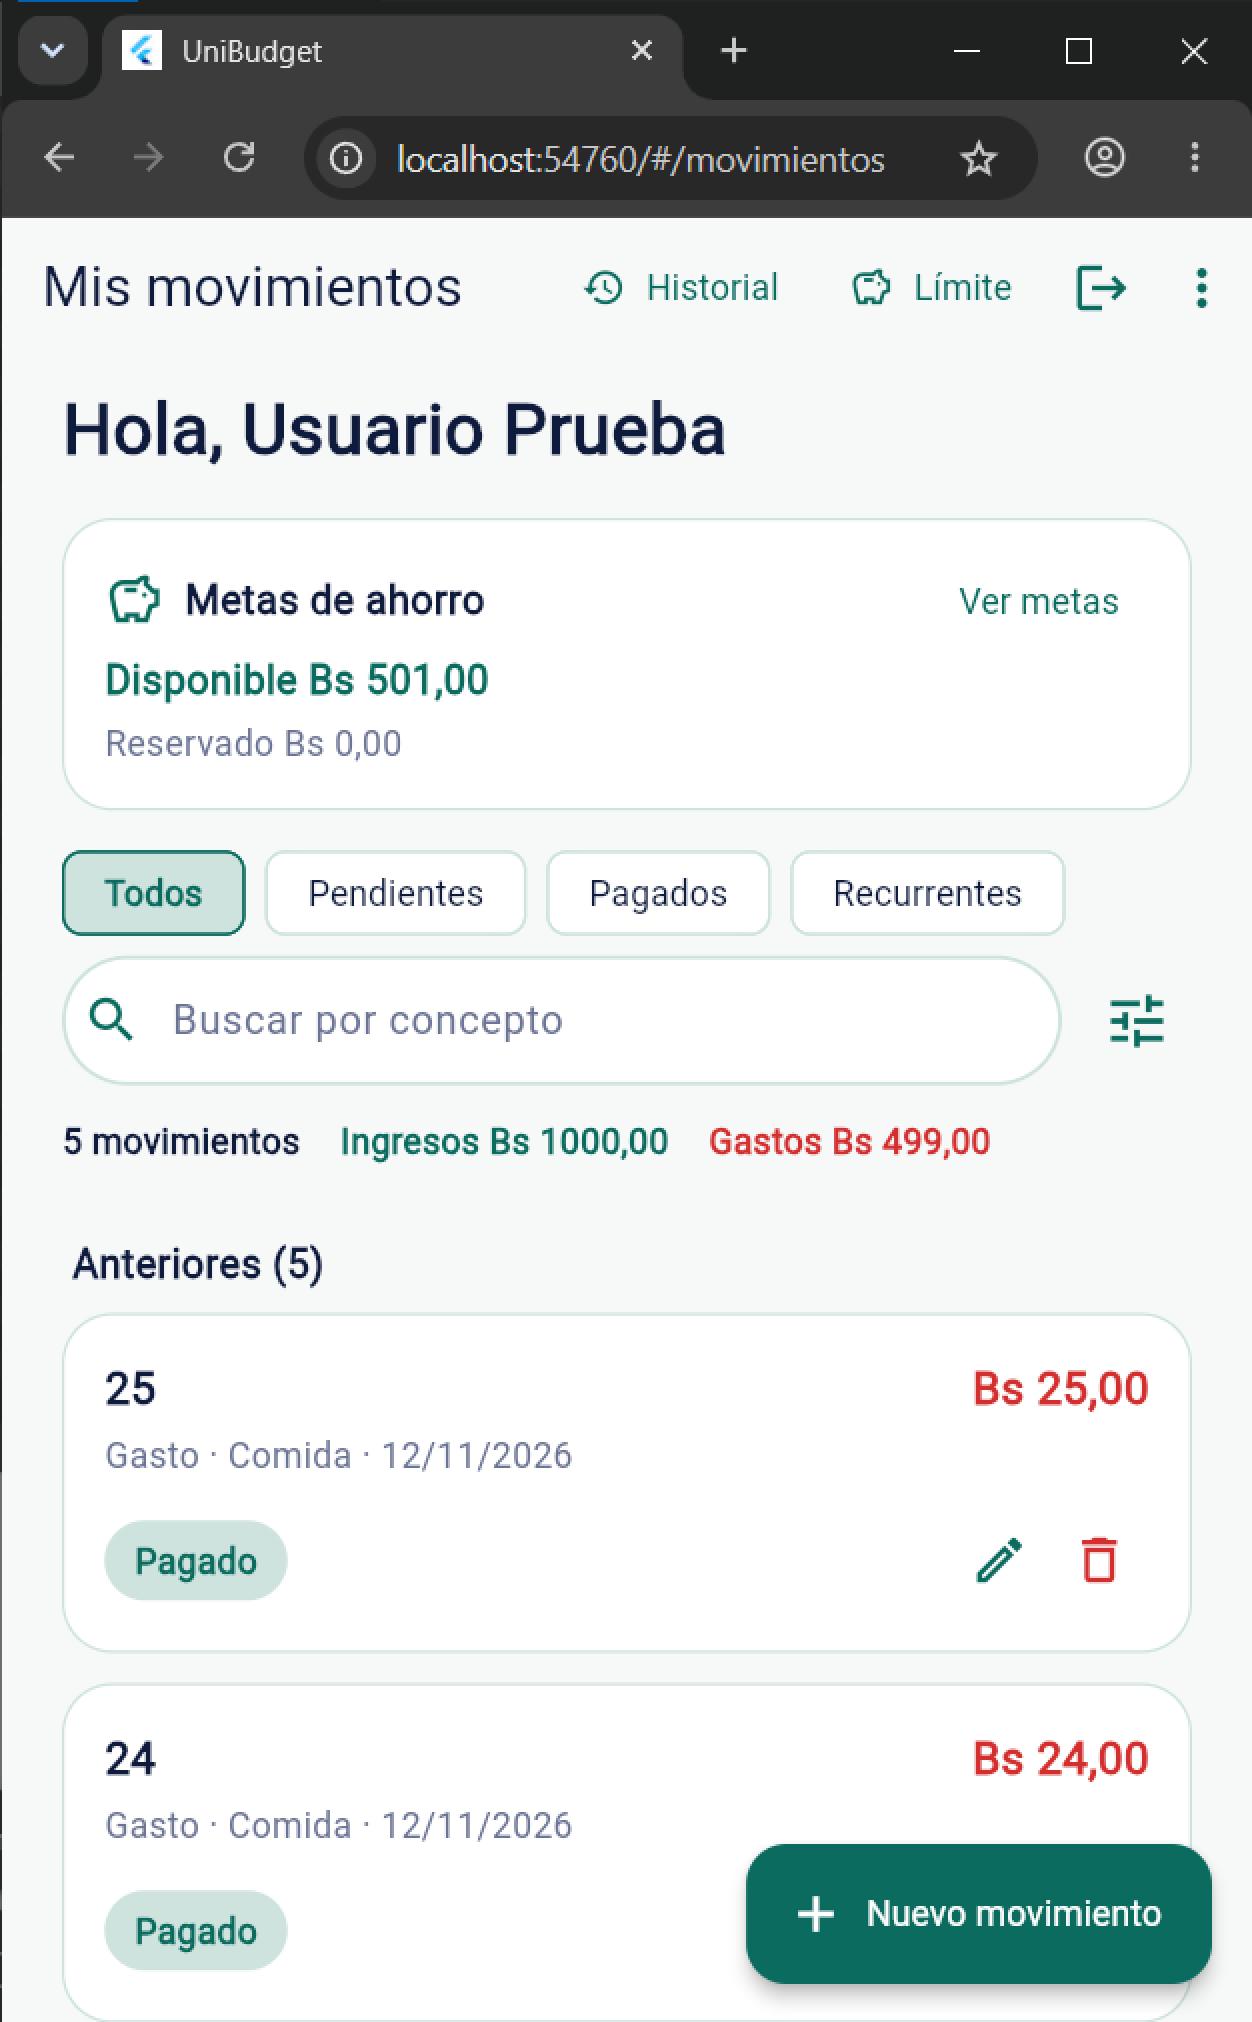 UniBudget
localhost:54760/#/movimientos
Mis movimientos Historial Límite
Hola, Usuario Prueba
Metas de ahorro Ver metas
Disponible Bs 501,00
Reservado Bs 0,00
Todos Pendientes Pagados Recurrentes
Buscar por concepto
5 movimientos Ingresos Bs 1000,00 Gastos Bs 499,00
Anteriores (5)
25 Bs 25,00
Gasto · Comida · 12/11/2026
Pagado
24 Bs 24,00
Gasto · Comida · 12/11/2026
Pagado
Nuevo movimiento